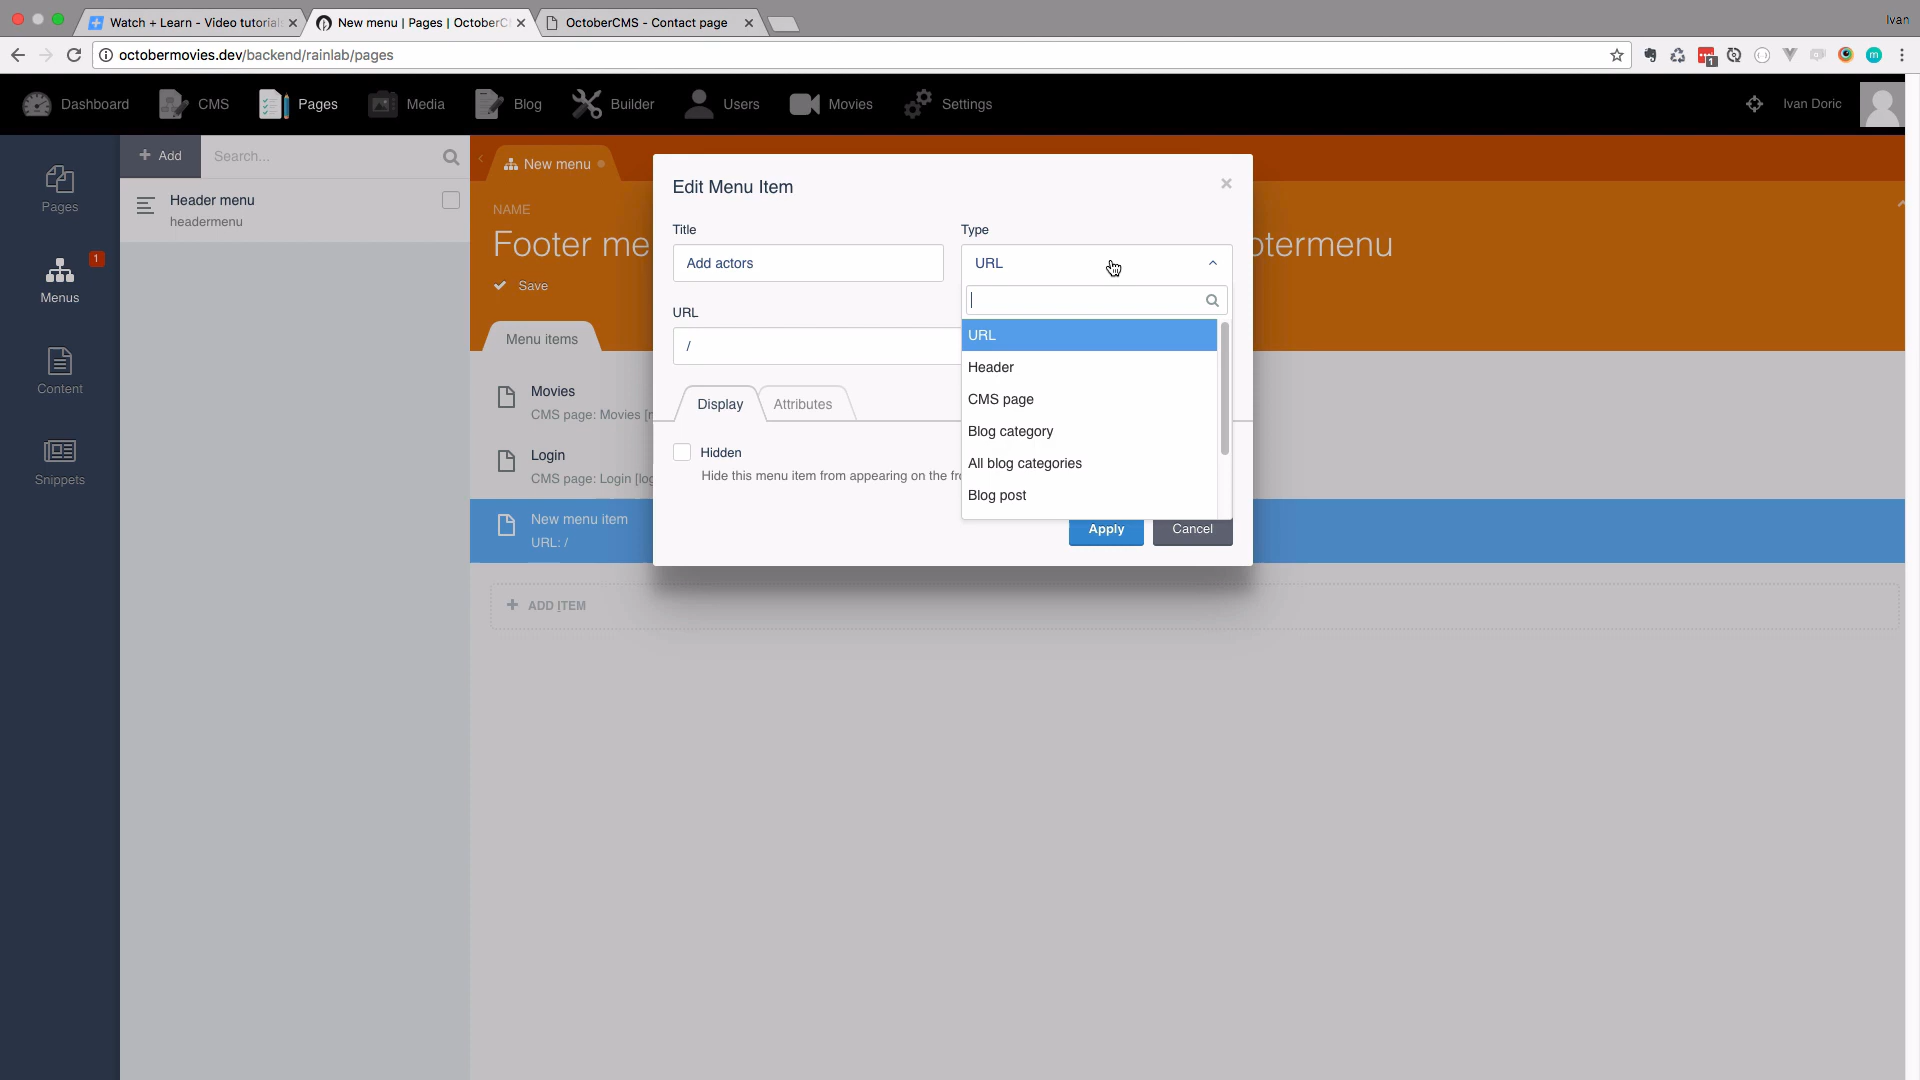 Watch + Learn - Video tutorial
New menu | Pages | OctoberC
OctoberCMS - Contact page
Ivan
octobermovies.dev/backend/rainlab/pages
1
Dashboard
CMS
Pages
Media
Blog
Builder
Users
Movies
Settings
Ivan Doric
Pages
Menus
1
Content
Snippets
+ Add
Search...
Header menu
headermenu
New menu
NAME
Footer me
otermenu
Save
Menu items
Movies
CMS page: Movies [
Login
CMS page: Login [log
New menu item
URL: /
+ ADD ITEM
Edit Menu Item
×
Title
Type
Add actors
URL
URL
/
Display
Attributes
Hidden
Hide this menu item from appearing on the fr
URL
Header
CMS page
Blog category
All blog categories
Blog post
Apply
Cancel